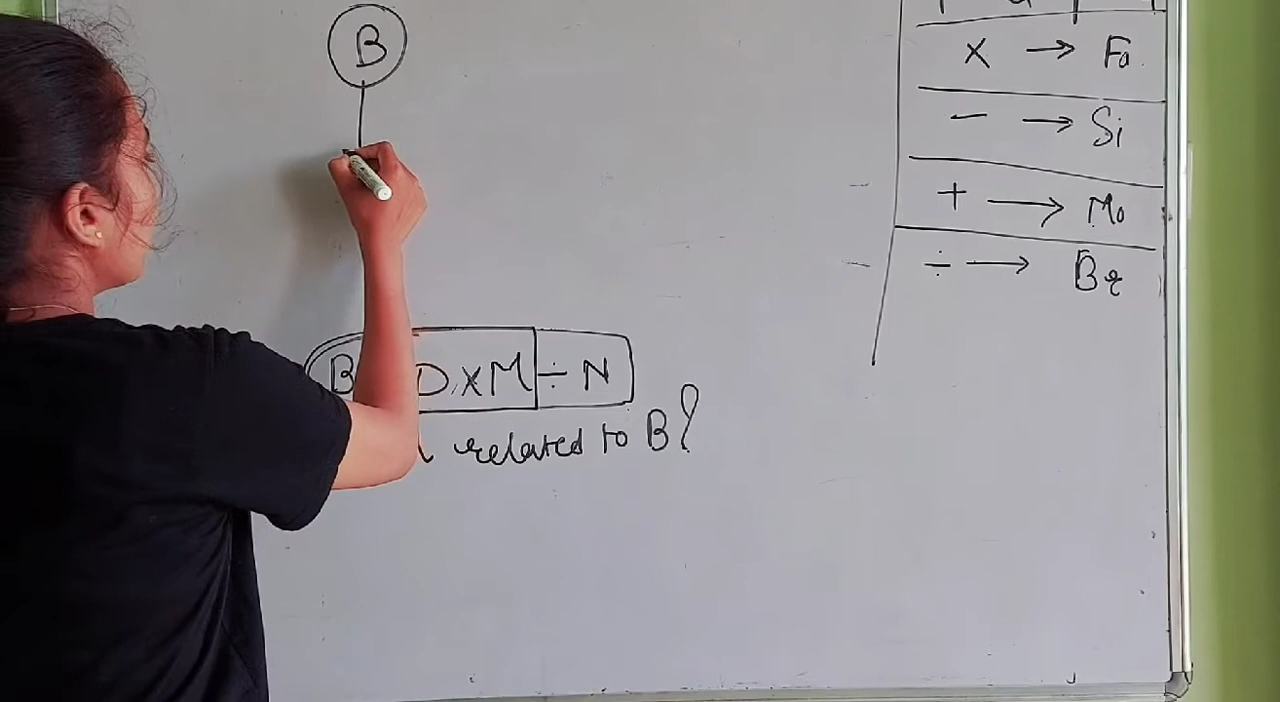 B
X → Fa
− → Si
+ → Mo
÷ → Br
B D x M ÷ N
related to B?